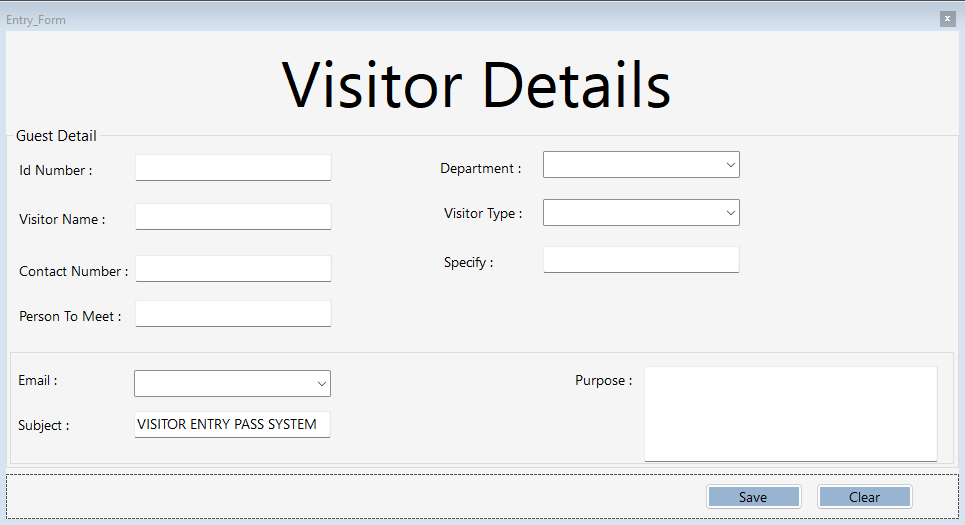 Entry_Form
x
Visitor Details
Guest Detail
Id Number :
Department :
Visitor Name :
Visitor Type :
Contact Number :
Specify :
Person To Meet :
Email :
Purpose :
Subject :
VISITOR ENTRY PASS SYSTEM
Save
Clear